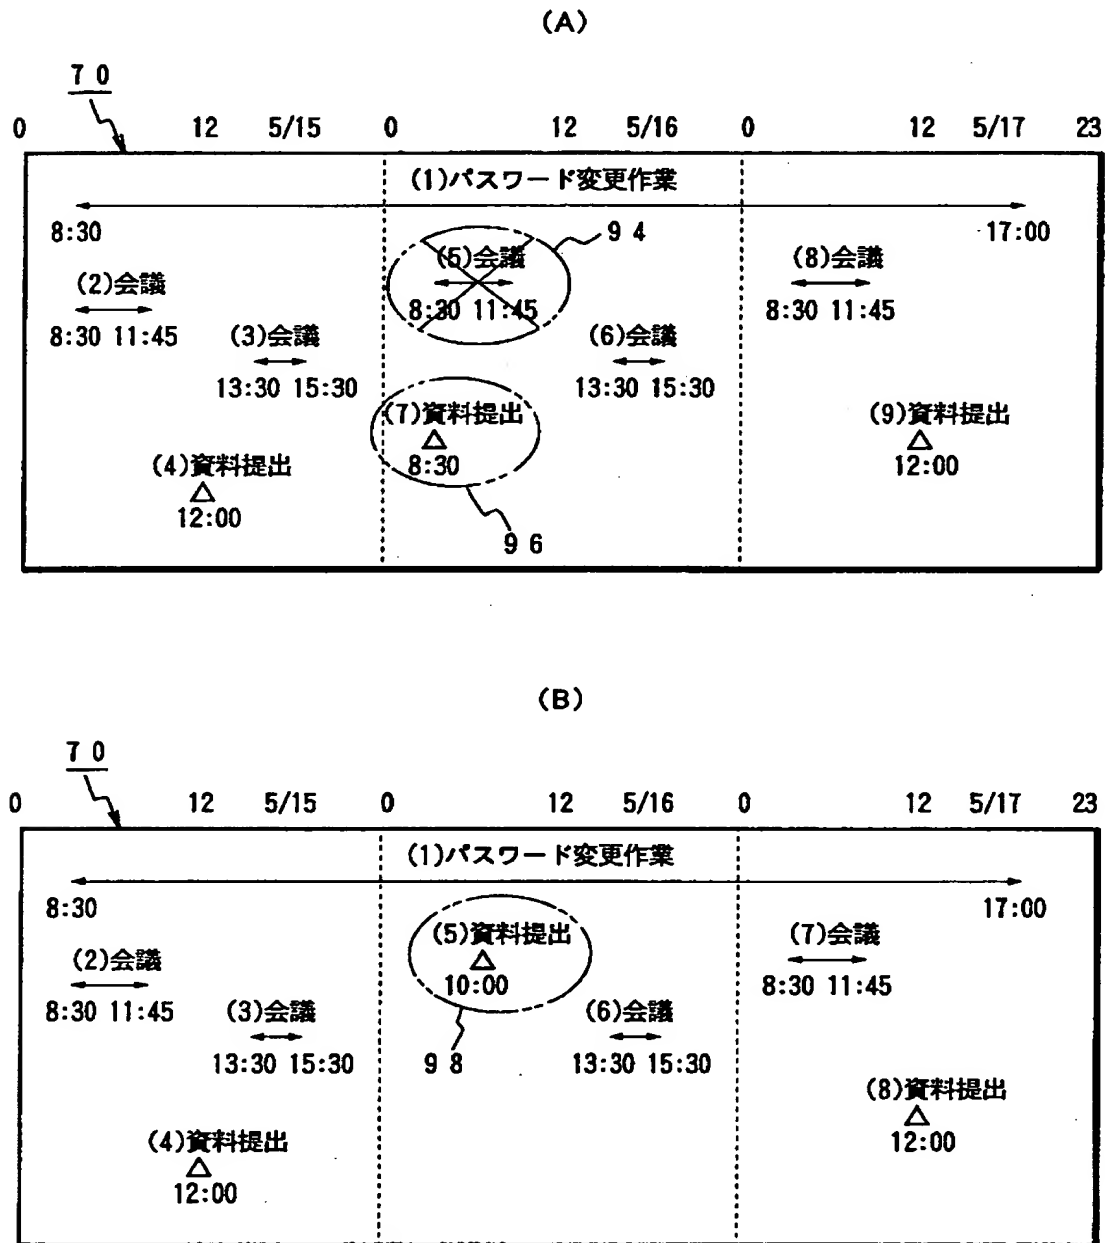 (A)
70
0 12 5/15 0 12 5/16 0 12 5/17 23
(1)パスワード変更作業
8:30 17:00
94
(5)会議
8:30 11:45
(2)会議
8:30 11:45
(8)会議
8:30 11:45
(3)会議
13:30 15:30
(6)会議
13:30 15:30
(7)資料提出
8:30
(9)資料提出
12:00
(4)資料提出
12:00
96
(B)
70
0 12 5/15 0 12 5/16 0 12 5/17 23
(1)パスワード変更作業
8:30 17:00
(5)資料提出
10:00
(2)会議
8:30 11:45
(7)会議
8:30 11:45
(3)会議
13:30 15:30
98
(6)会議
13:30 15:30
(8)資料提出
12:00
(4)資料提出
12:00